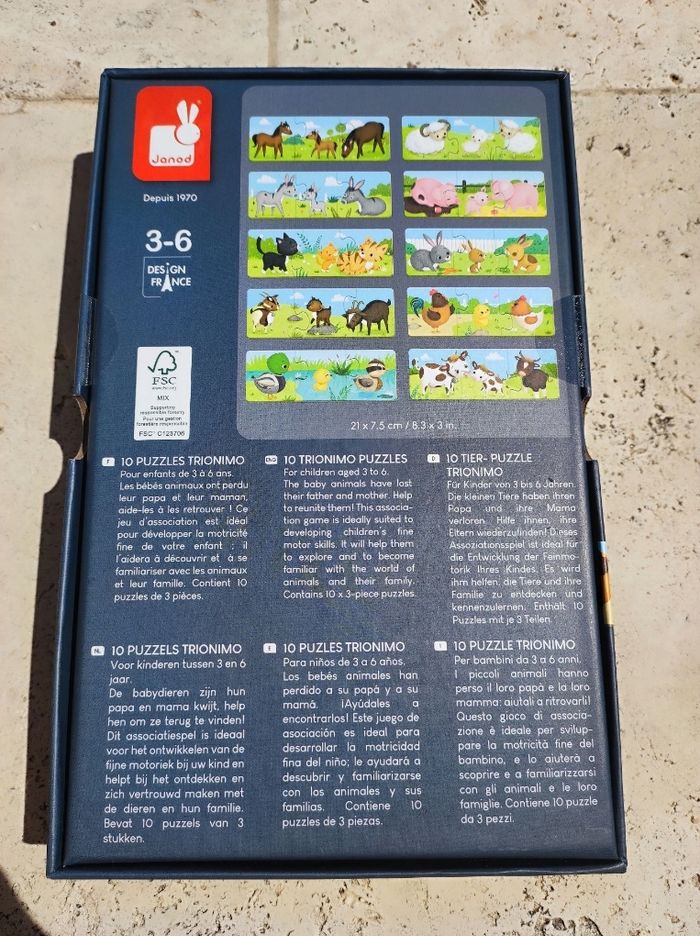 Janod
Depuis 1970
3-6
DESIGN
FRANCE
FSC
MIX
Supporting
responsible forestry
Pour une gestion
forestière responsable
FSC® C123706
21 x 7.5 cm / 8.3 x 3 in.
F 10 PUZZLES TRIONIMO
Pour enfants de 3 à 6 ans.
Les bébés animaux ont perdu
leur papa et leur maman,
aide-les à les retrouver ! Ce
jeu d'association est idéal
pour développer la motricité
fine de votre enfant ; il
l'aidera à découvrir et à se
familiariser avec les animaux
et leur famille. Contient 10
puzzles de 3 pièces.
10 TRIONIMO PUZZLES
For children aged 3 to 6.
The baby animals have lost
their father and mother. Help
to reunite them! This associa-
tion game is ideally suited to
developing children's fine
motor skills. It will help them
to explore and to become
familiar with the world of
animals and their family.
Contains 10 x 3-piece puzzles.
D 10 TIER- PUZZLE
TRIONIMO
Für Kinder von 3 bis 6 Jahren.
Die kleinen Tiere haben ihren
Papa und ihre Mama
verloren. Hilfe ihnen, ihre
Eltern wiederzufinden! Dieses
Assoziationsspiel ist ideal für
die Entwicklung der Feinmo-
torik Ihres Kindes. Es wird
ihm helfen, die Tiere und ihre
Familie zu entdecken und
kennenzulernen. Enthält 10
Puzzles mit je 3 Teilen.
NL 10 PUZZELS TRIONIMO
Voor kinderen tussen 3 en 6
jaar.
De babydieren zijn hun
papa en mama kwijt, help
hen om ze terug te vinden!
Dit associatiespel is ideaal
voor het ontwikkelen van de
fijne motoriek bij uw kind en
helpt bij het ontdekken en
zich vertrouwd maken met
de dieren en hun familie.
Bevat 10 puzzels van 3
stukken.
E 10 PUZLES TRIONIMO
Para niños de 3 a 6 años.
Los bebés animales han
perdido a su papá y a su
mamá. ¡Ayúdales a
encontrarlos! Este juego de
asociación es ideal para
desarrollar la motricidad
fina del niño; le ayudará a
descubrir y familiarizarse
con los animales y sus
familias. Contiene 10
puzles de 3 piezas.
I 10 PUZZLE TRIONIMO
Per bambini da 3 a 6 anni.
I piccoli animali hanno
perso il loro papà e la loro
mamma: aiutali a ritrovarli!
Questo gioco di associa-
zione è ideale per svilup-
pare la motricità fine del
bambino, e lo aiuterà a
scoprire e a familiarizzarsi
con gli animali e le loro
famiglie. Contiene 10 puzzle
da 3 pezzi.